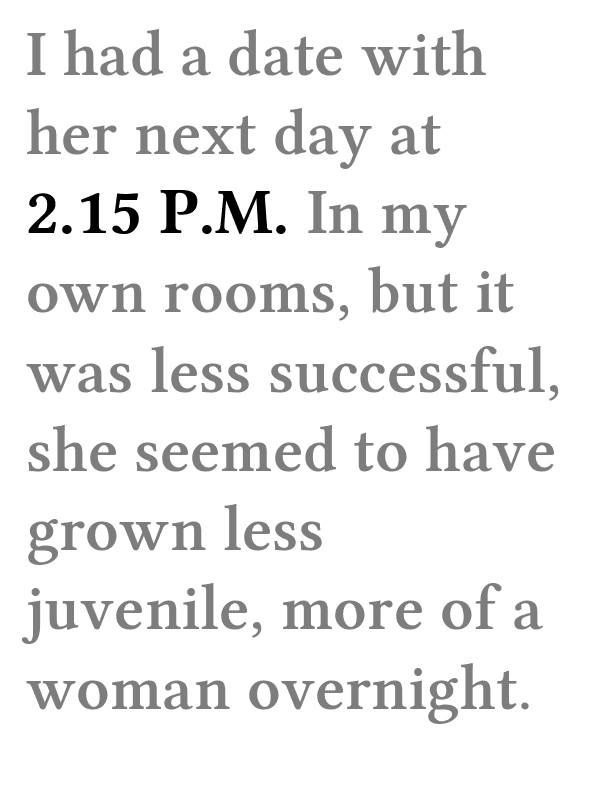 I had a date with
her next day at
2.15 P.M. In my
own rooms, but it
was less successful,
she seemed to have
grown less
juvenile, more of a
woman overnight.